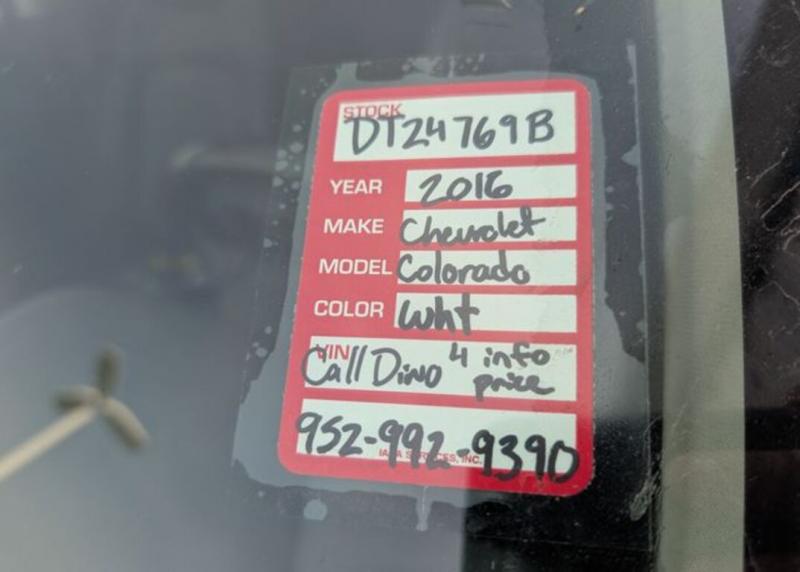 STOCK
DT24769B
YEAR 2016
MAKE Chevrolet
MODEL Colorado
COLOR Wht
VIN
Call Dino 4 info
price
952-992-9390